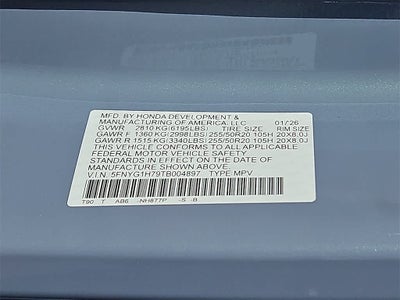 MFD. BY HONDA DEVELOPMENT &
MANUFACTURING OF AMERICA, LLC 01/26
GVWR 2810 KG(6195LBS) TIRE SIZE RIM SIZE
GAWR F 1360 KG(2998LBS) 255/50R20 105H 20X8.0J
GAWR R 1515 KG(3340LBS) 255/50R20 105H 20X8.0J
THIS VEHICLE CONFORMS TO ALL APPLICABLE
FEDERAL MOTOR VEHICLE SAFETY
STANDARDS IN EFFECT ON THE DATE OF
MANUFACTURE SHOWN ABOVE.
V.I.N. 5FNYG1H79TB004897 TYPE MPV
T90 T AB6 -NH877P -S -B